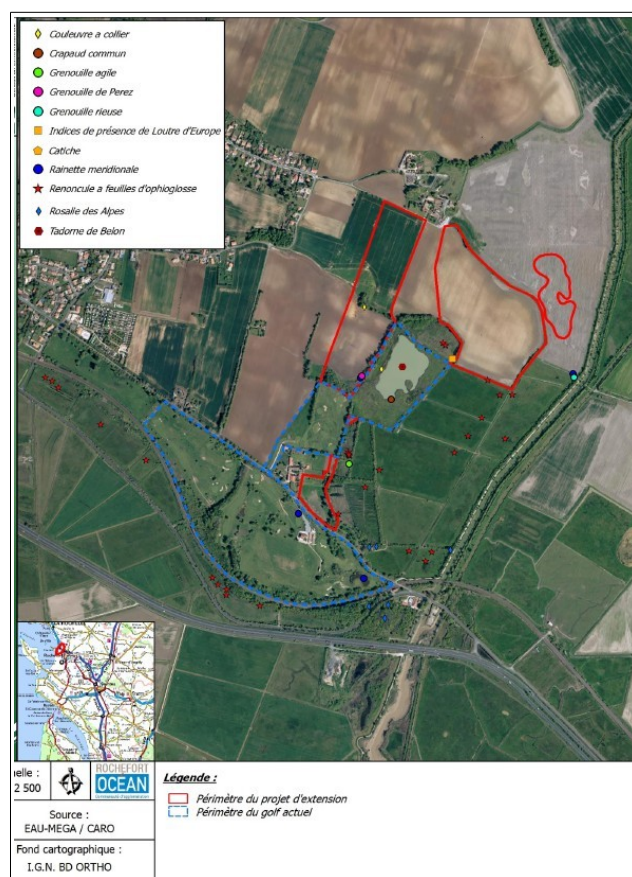 Couleuvre a collier
Crapaud commun
Grenouille agile
Grenouille de Perez
Grenouille rieuse
Indices de présence de Loutre d'Europe
Catiche
Rainette meridionale
Renoncule a feuilles d'ophioglosse
Rosalie des Alpes
Tadorne de Belon
elle :
2 500
ROCHEFORT
OCEAN
Source :
EAU-MEGA / CARO
Fond cartographique :
I.G.N. BD ORTHO
Légende :
Périmètre du projet d'extension
Périmètre du golf actuel